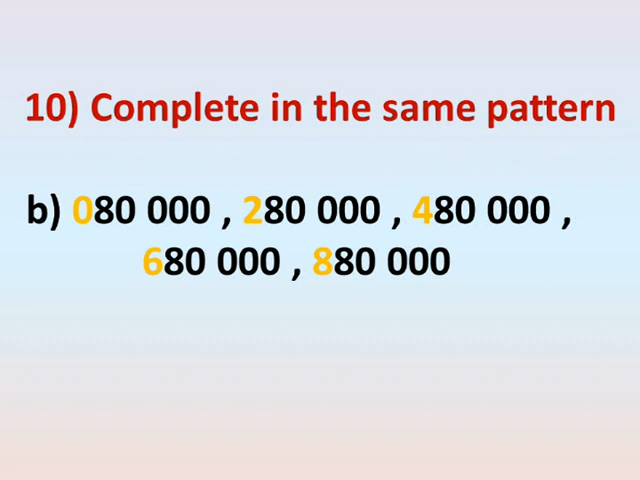 10) Complete in the same pattern
b) 080 000 , 280 000 , 480 000 ,
680 000 , 880 000